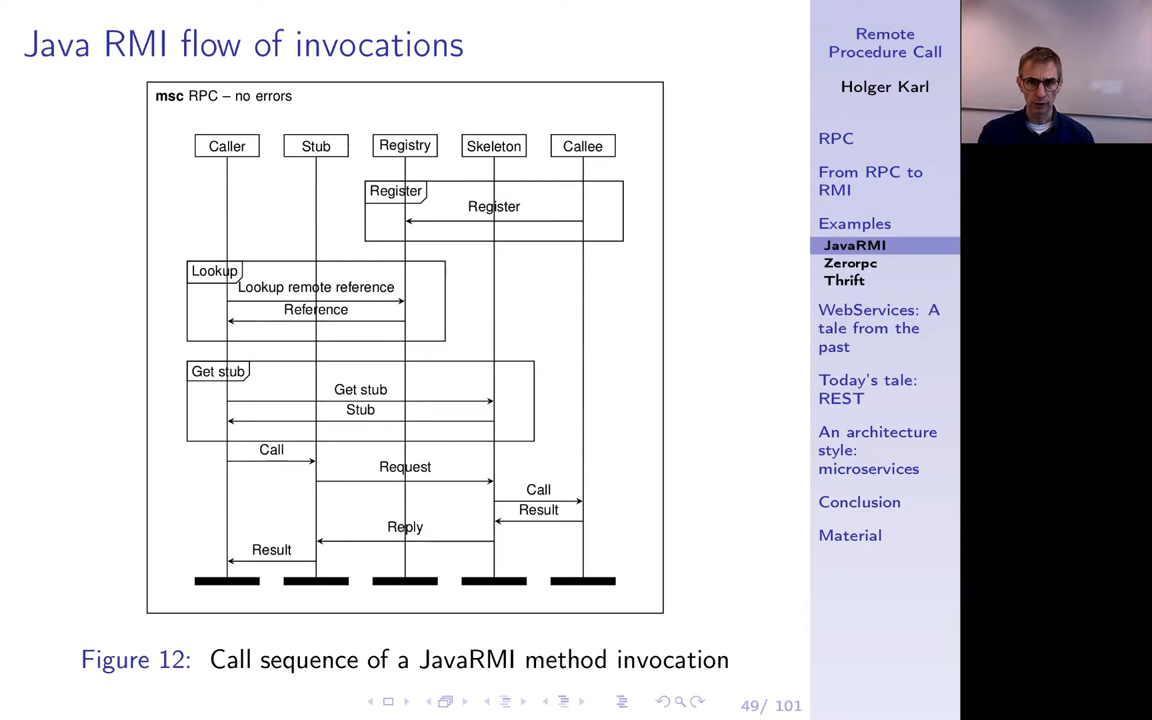 Java RMI flow of invocations
msc RPC – no errors
Caller
Stub
Registry
Skeleton
Callee
Register
Register
Lookup
Lookup remote reference
Reference
Get stub
Get stub
Stub
Call
Request
Call
Result
Reply
Result
Figure 12: Call sequence of a JavaRMI method invocation
49/ 101
Remote
Procedure Call
Holger Karl
RPC
From RPC to
RMI
Examples
JavaRMI
Zerorpc
Thrift
WebServices: A
tale from the
past
Today's tale:
REST
An architecture
style:
microservices
Conclusion
Material